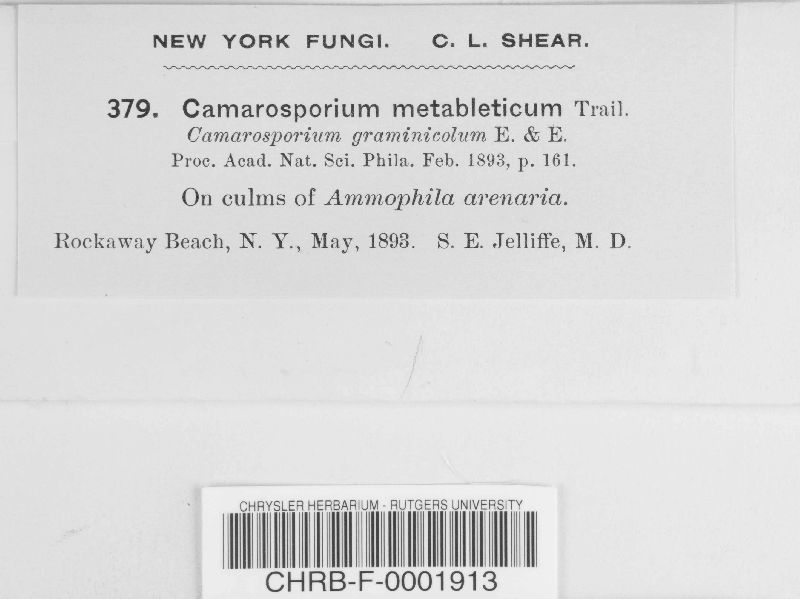 NEW YORK FUNGI. C. L. SHEAR.
379. Camarosporium metableticum Trail.
Camarosporium graminicolum E. & E.
Proc. Acad. Nat. Sci. Phila. Feb. 1893, p. 161.
On culms of Ammophila arenaria.
Rockaway Beach, N. Y., May, 1893. S. E. Jelliffe, M. D.
CHRYSLER HERBARIUM - RUTGERS UNIVERSITY
CHRB-F-0001913